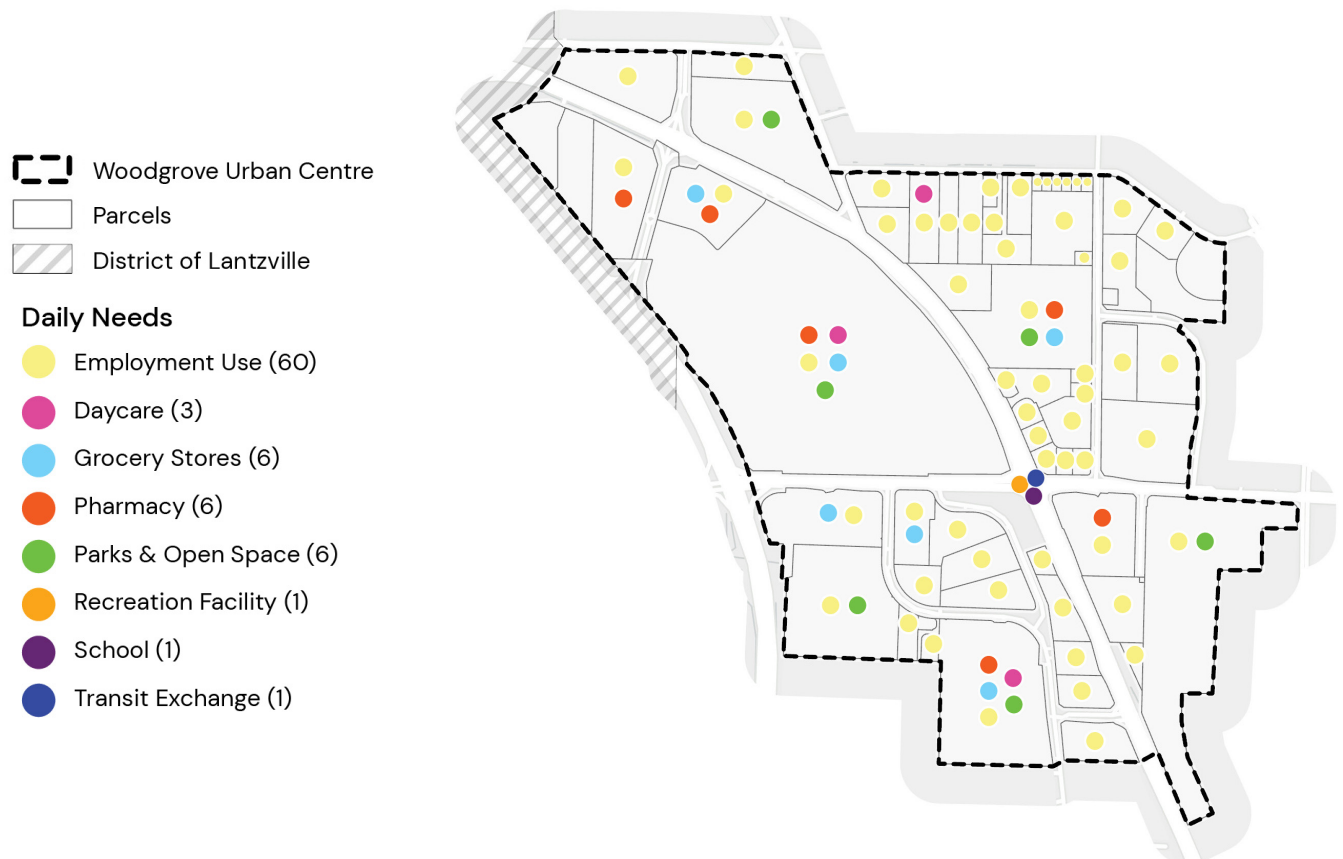 Woodgrove Urban Centre
Parcels
District of Lantzville
Daily Needs
Employment Use (60)
Daycare (3)
Grocery Stores (6)
Pharmacy (6)
Parks & Open Space (6)
Recreation Facility (1)
School (1)
Transit Exchange (1)